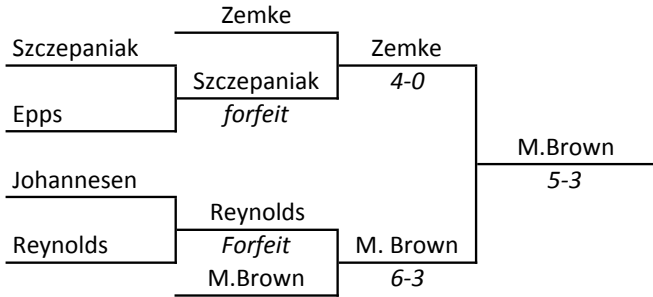 Zemke
Szczepaniak
Zemke
Szczepaniak
4-0
Epps
forfeit
M.Brown
5-3
Johannesen
Reynolds
Reynolds
Forfeit
M. Brown
M.Brown
6-3